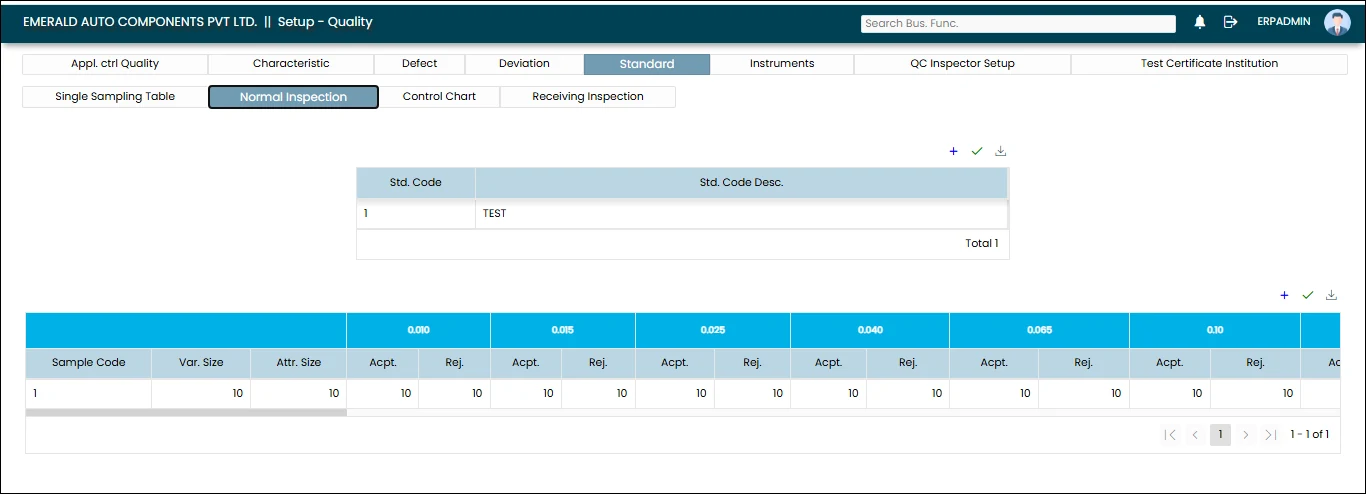 EMERALD AUTO COMPONENTS PVT LTD. || Setup - Quality
Search Bus. Func.
ERPADMIN
Appl. ctrl Quality Characteristic Defect Deviation Standard Instruments QC Inspector Setup Test Certificate Institution
Single Sampling Table Normal Inspection Control Chart Receiving Inspection
Std. Code Std. Code Desc.
1 TEST
Total 1
0.010 0.015 0.025 0.040 0.065 0.10
Sample Code Var. Size Attr. Size Acpt. Rej. Acpt. Rej. Acpt. Rej. Acpt. Rej. Acpt. Rej. Acpt. Rej.
1 10 10 10 10 10 10 10 10 10 10 10 10 10 10
1 1 - 1 of 1